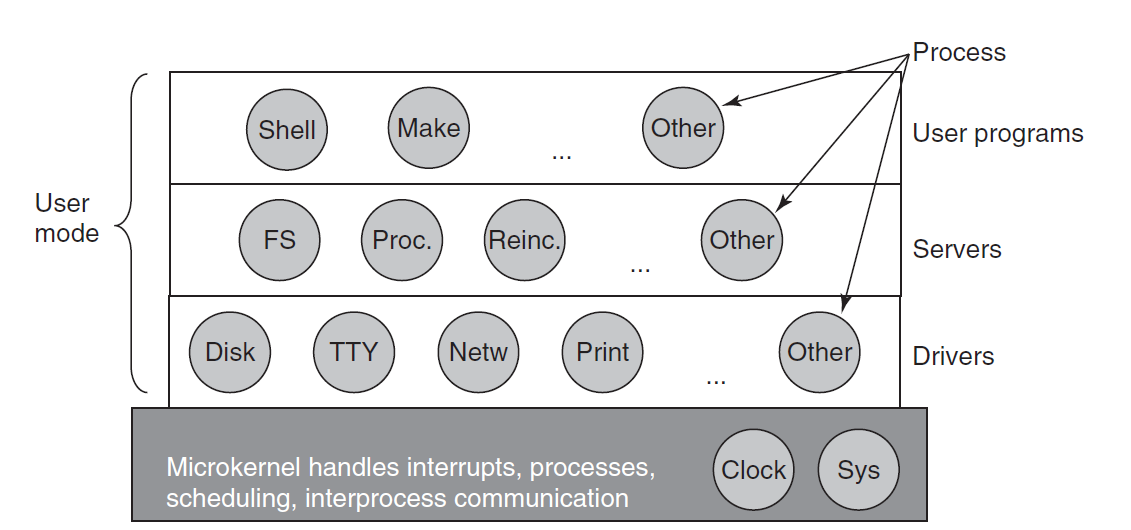 Process
Shell
Make
...
Other
User programs
User
mode
FS
Proc.
Reinc.
...
Other
Servers
Disk
TTY
Netw
Print
...
Other
Drivers
Microkernel handles interrupts, processes,
scheduling, interprocess communication
Clock
Sys